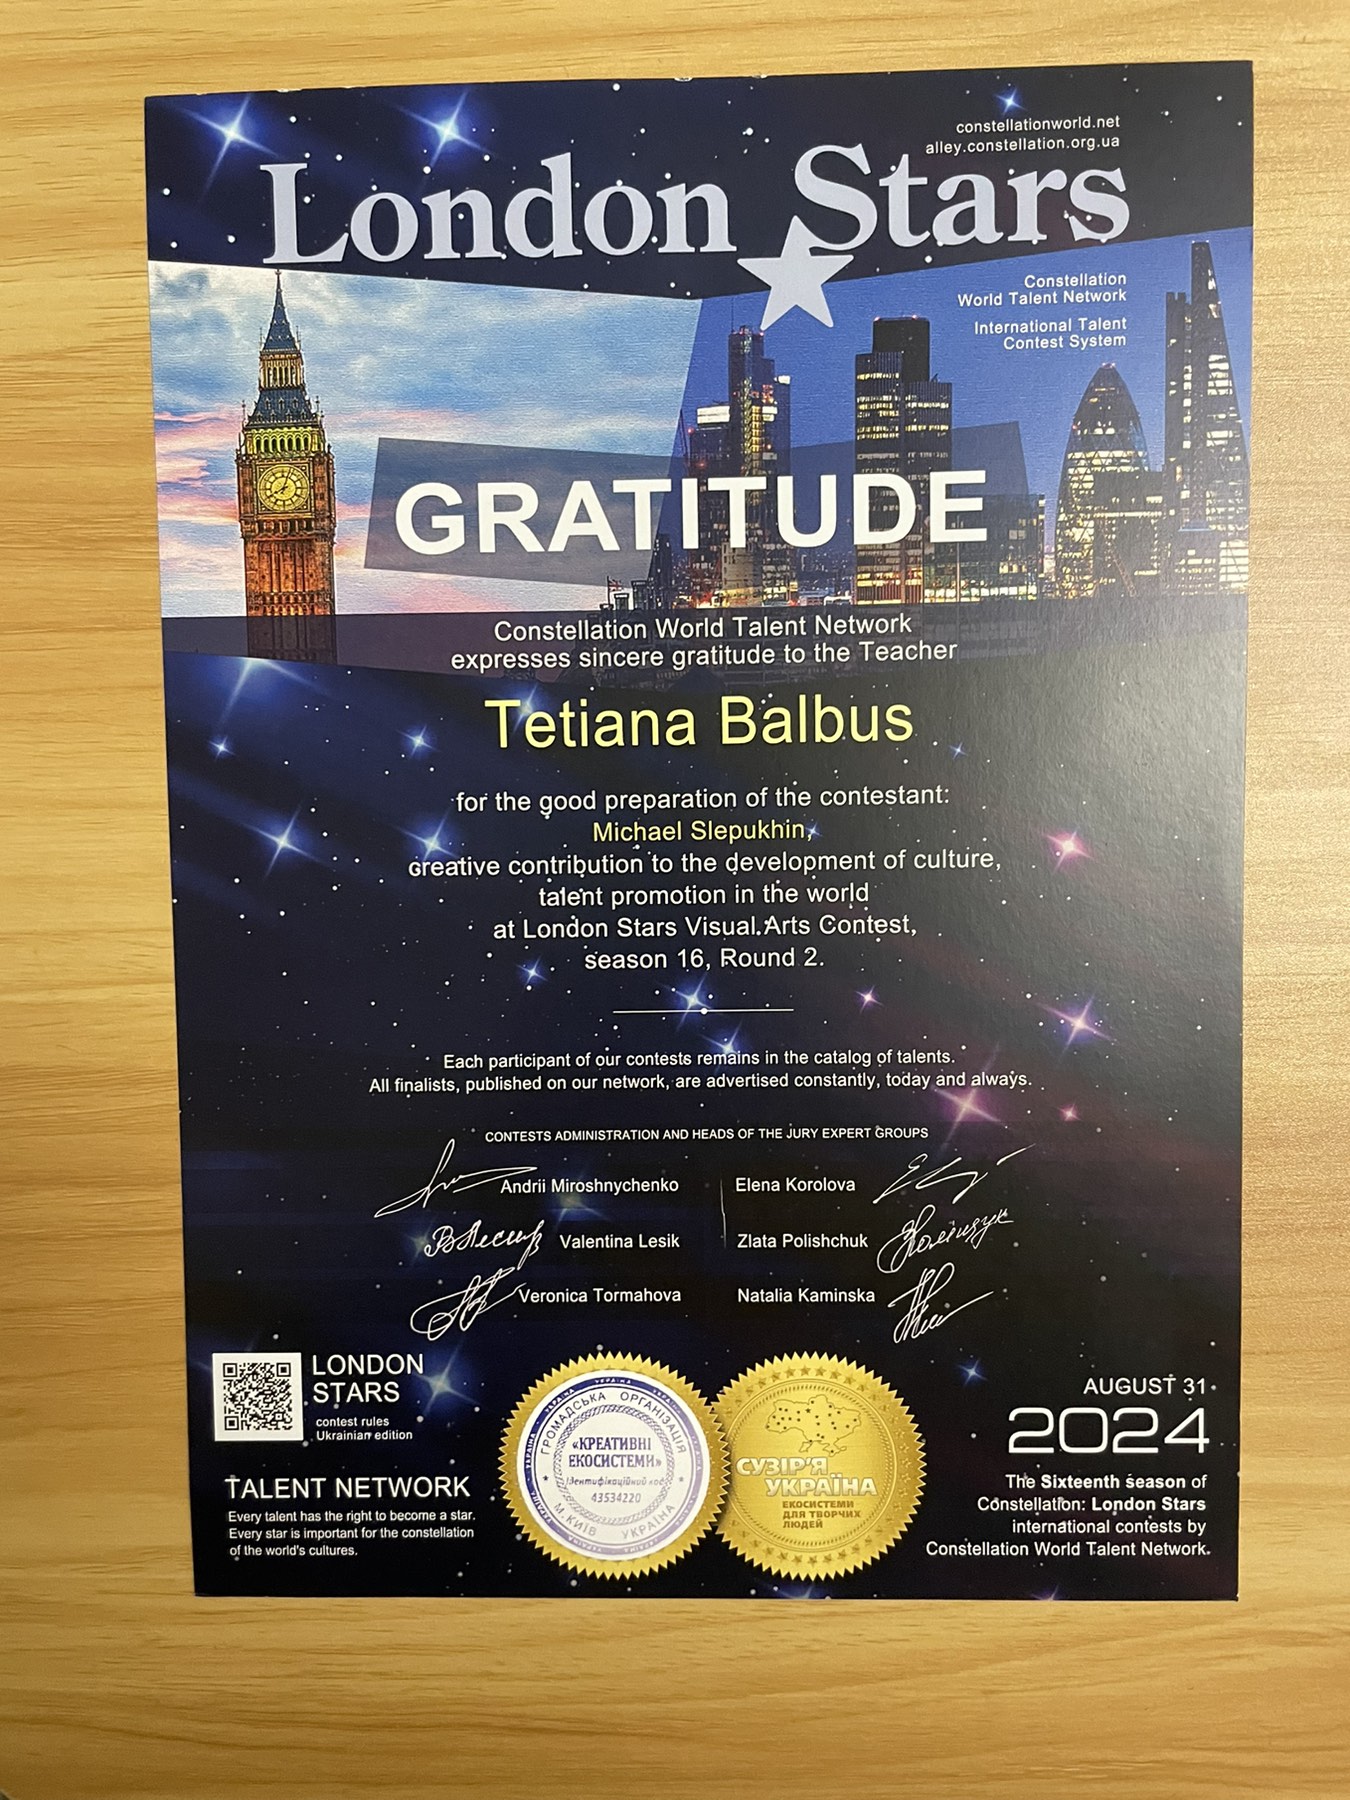 constellationworld.net
alley.constellation.org.ua
London Stars
Constellation
World Talent Network
International Talent
Contest System
GRATITUDE
Constellation World Talent Network
expresses sincere gratitude to the Teacher
Tetiana Balbus
for the good preparation of the contestant:
Michael Slepukhin,
creative contribution to the development of culture,
talent promotion in the world
at London Stars Visual Arts Contest,
season 16, Round 2.
Each participant of our contests remains in the catalog of talents.
All finalists, published on our network, are advertised constantly, today and always.
CONTESTS ADMINISTRATION AND HEADS OF THE JURY EXPERT GROUPS
Andrii Miroshnychenko
Elena Korolova
Valentina Lesik
Zlata Polishchuk
Veronica Tormahova
Natalia Kaminska
LONDON
STARS
contest rules
Ukrainian edition
TALENT NETWORK
Every talent has the right to become a star.
Every star is important for the constellation
of the world's cultures.
УКРАЇНА
ГРОМАДСЬКА ОРГАНІЗАЦІЯ
«КРЕАТИВНІ
ЕКОСИСТЕМИ»
Ідентифікаційний код
43534220
М.КИЇВ УКРАЇНА
СУЗІР'Я
УКРАЇНА
ЕКОСИСТЕМИ
ДЛЯ ТВОРЧИХ
ЛЮДЕЙ
AUGUST 31
2024
The Sixteenth season of
Constellation: London Stars
international contests by
Constellation World Talent Network.